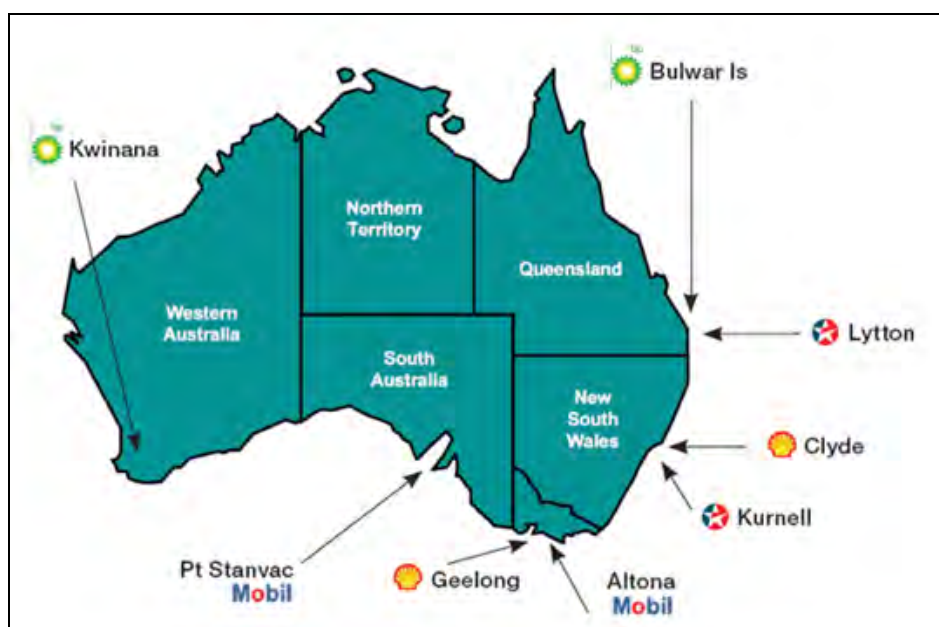 Bulwar Is
Kwinana
Northern
Territory
Queensland
Western
Australia
South
Australia
Lytton
New
South
Wales
Clyde
Kurnell
Pt Stanvac
Mobil
Geelong
Altona
Mobil